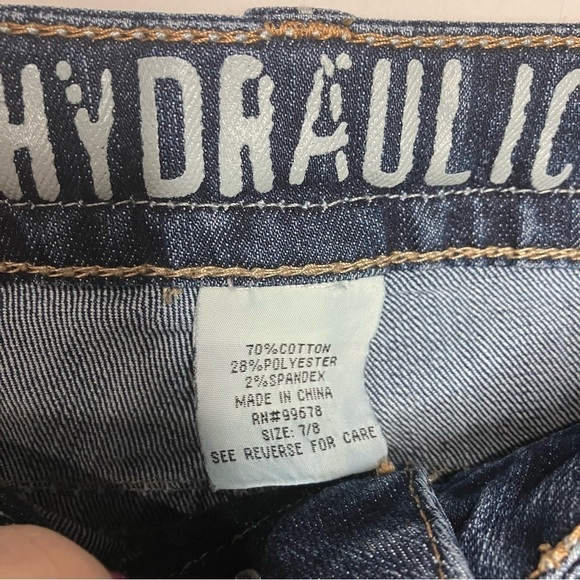 HYDRAULIC
70%COTTON
28%POLYESTER
2%SPANDEX
MADE IN CHINA
RN#99678
SIZE: 7/8
SEE REVERSE FOR CARE